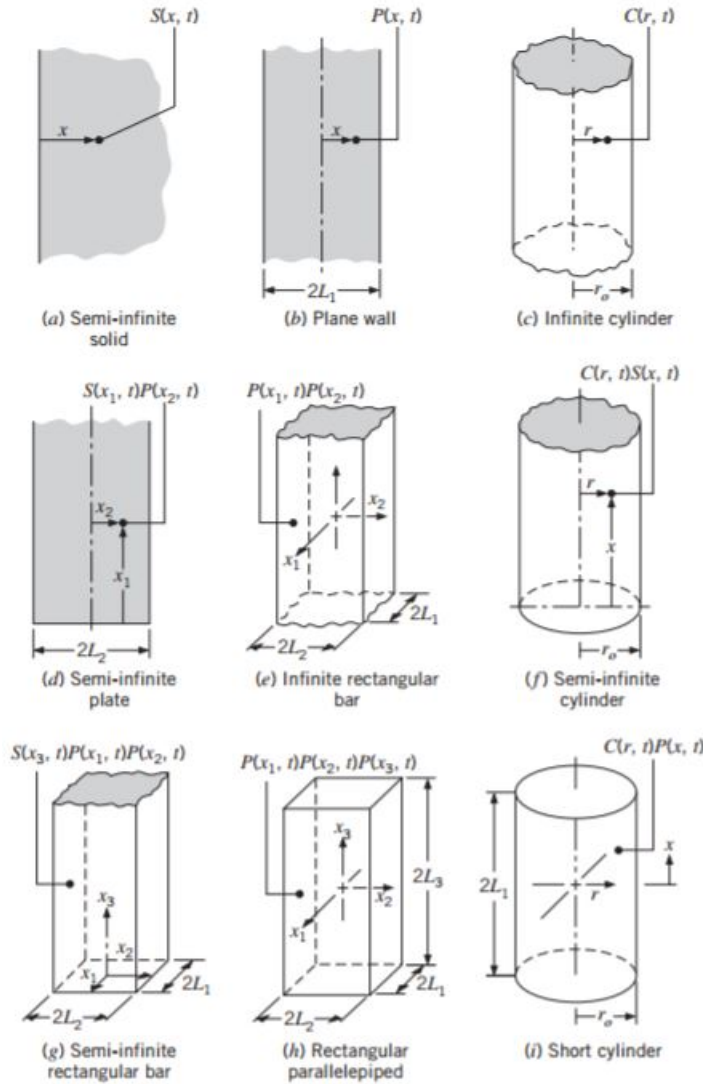 S(x, t)
x
(a) Semi-infinite
solid
P(x, t)
x
2L₁
(b) Plane wall
C(r, t)
r
rₒ
(c) Infinite cylinder
S(x₁, t)P(x₂, t)
x₂
x₁
2L₂
(d) Semi-infinite
plate
P(x₁, t)P(x₂, t)
x₂
x₁
2L₁
2L₂
(e) Infinite rectangular
bar
C(r, t)S(x, t)
r
x
rₒ
(f) Semi-infinite
cylinder
S(x₃, t)P(x₁, t)P(x₂, t)
x₃
x₂
x₁
2L₁
2L₂
(g) Semi-infinite
rectangular bar
P(x₁, t)P(x₂, t)P(x₃, t)
x₃
x₂
x₁
2L₃
2L₁
2L₂
(h) Rectangular
parallelepiped
C(r, t)P(x, t)
x
2L₁
r
rₒ
(i) Short cylinder